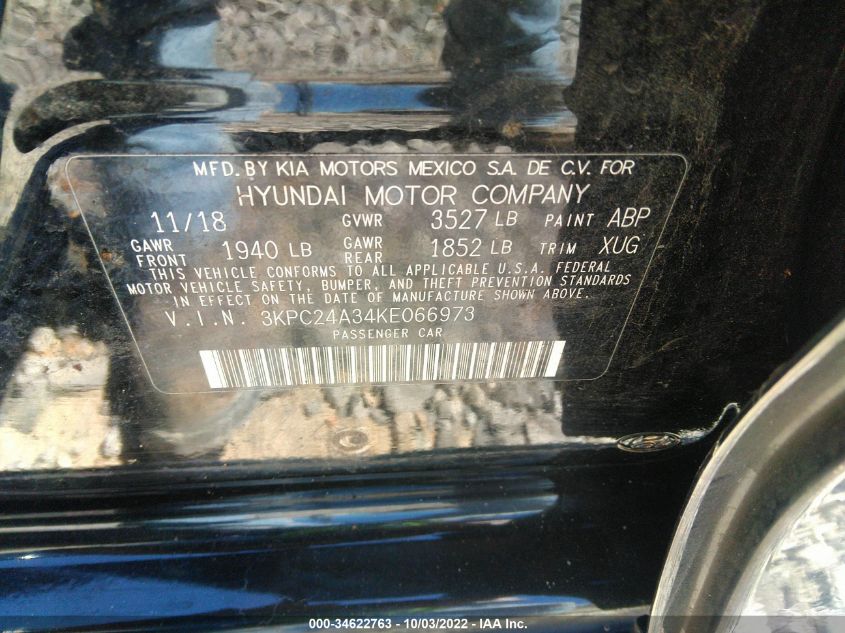 MFD. BY KIA MOTORS MEXICO S.A. DE C.V. FOR
HYUNDAI MOTOR COMPANY
11/18 GVWR 3527 LB PAINT ABP
GAWR FRONT 1940 LB GAWR REAR 1852 LB TRIM XUG
THIS VEHICLE CONFORMS TO ALL APPLICABLE U.S.A. FEDERAL
MOTOR VEHICLE SAFETY, BUMPER, AND THEFT PREVENTION STANDARDS
IN EFFECT ON THE DATE OF MANUFACTURE SHOWN ABOVE.
V.I.N. 3KPC24A34KE066973
PASSENGER CAR
000-34622763 - 10/03/2022 - IAA Inc.